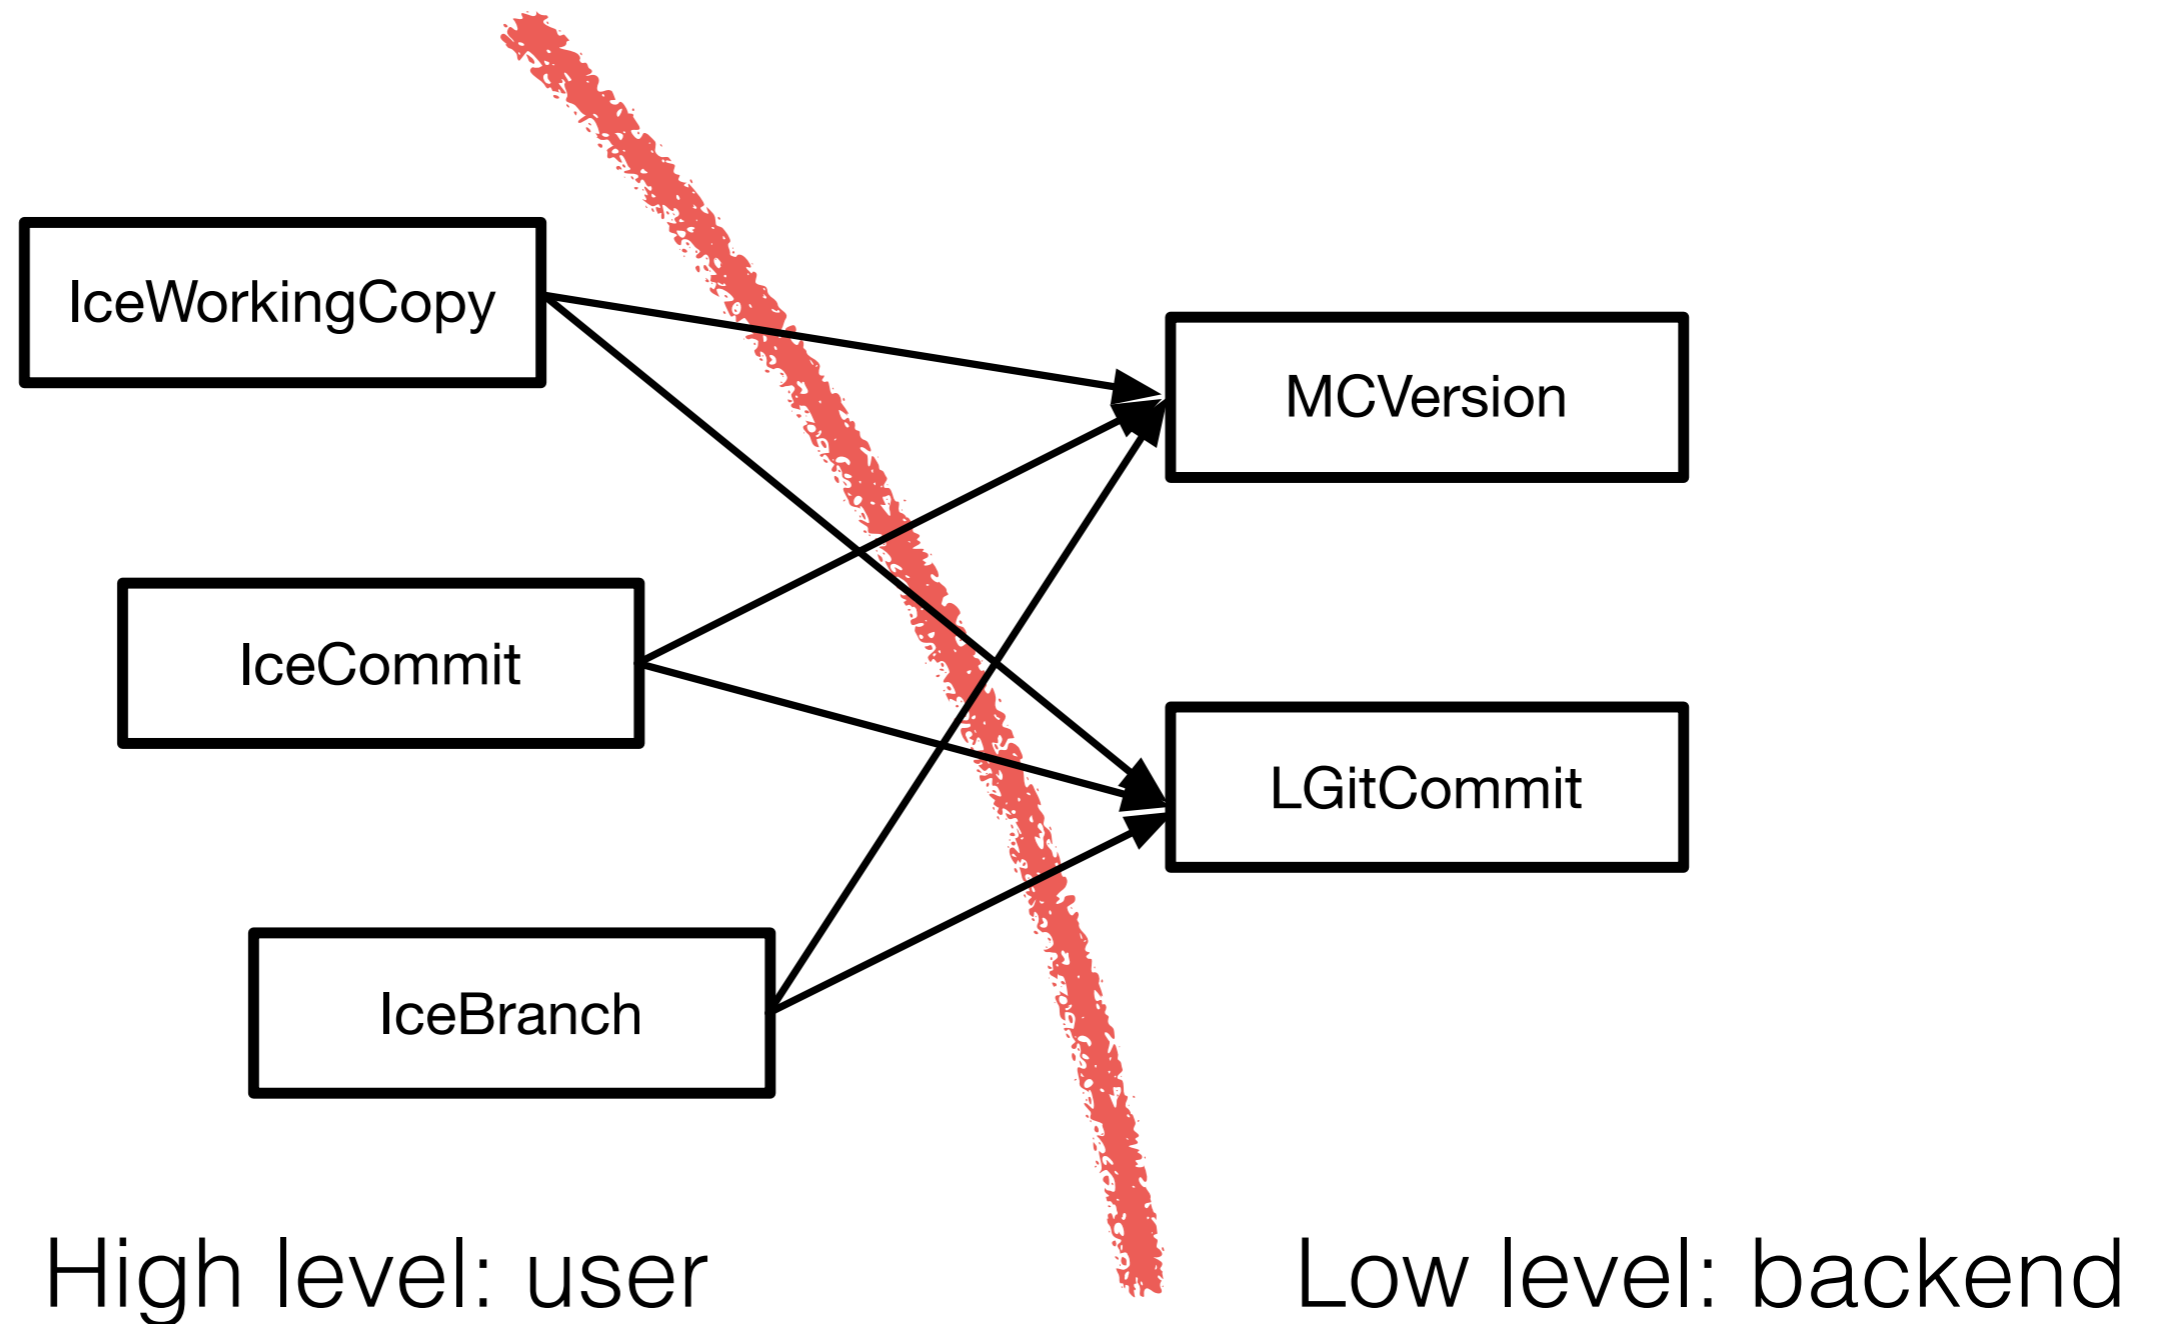 IceWorkingCopy
MCVersion
IceCommit
LGitCommit
IceBranch
High level: user
Low level: backend